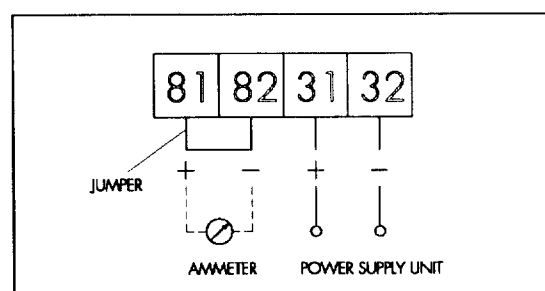 81 82 31 32
+ − + −
JUMPER
AMMETER POWER SUPPLY UNIT